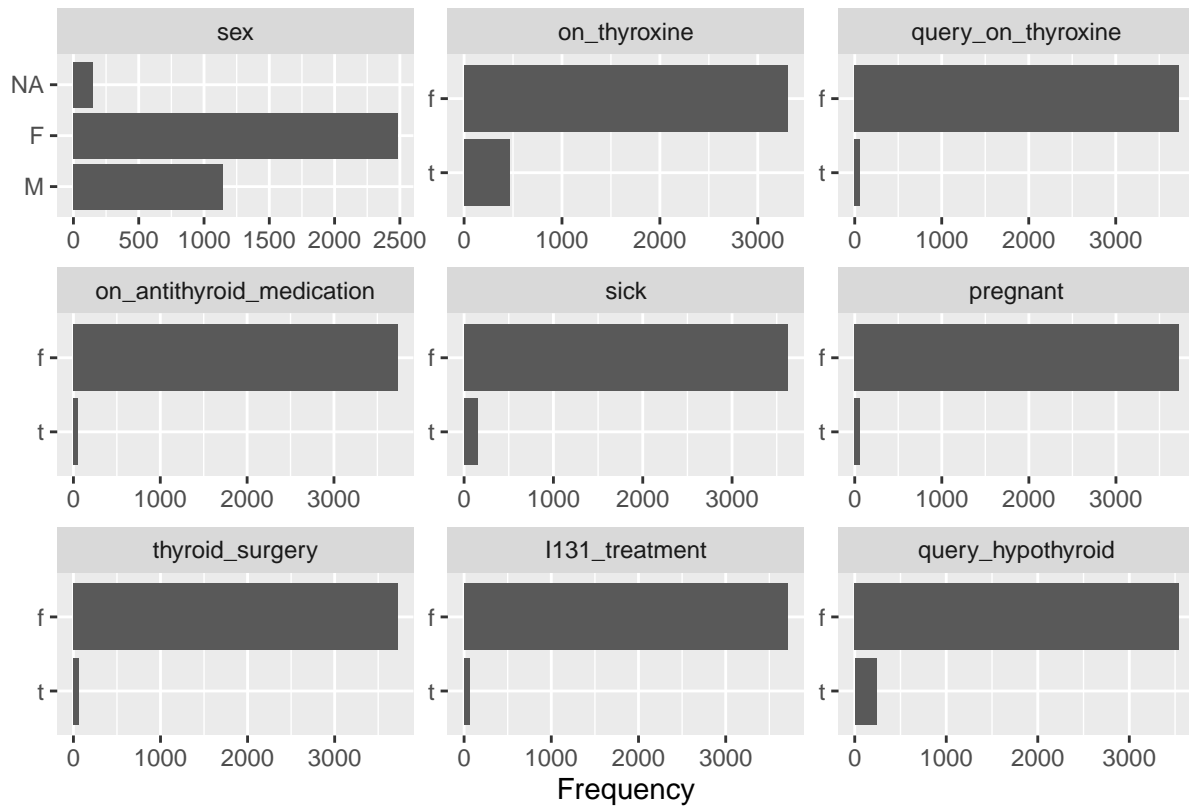 sex on_thyroxine query_on_thyroxine
NA
F
M
f
t
f
t
0 500 1000 1500 2000 2500 0 1000 2000 3000 0 1000 2000 3000
on_antithyroid_medication sick pregnant
f
t
f
t
f
t
0 1000 2000 3000 0 1000 2000 3000 0 1000 2000 3000
thyroid_surgery I131_treatment query_hypothyroid
f
t
f
t
f
t
0 1000 2000 3000 0 1000 2000 3000 0 1000 2000 3000
Frequency